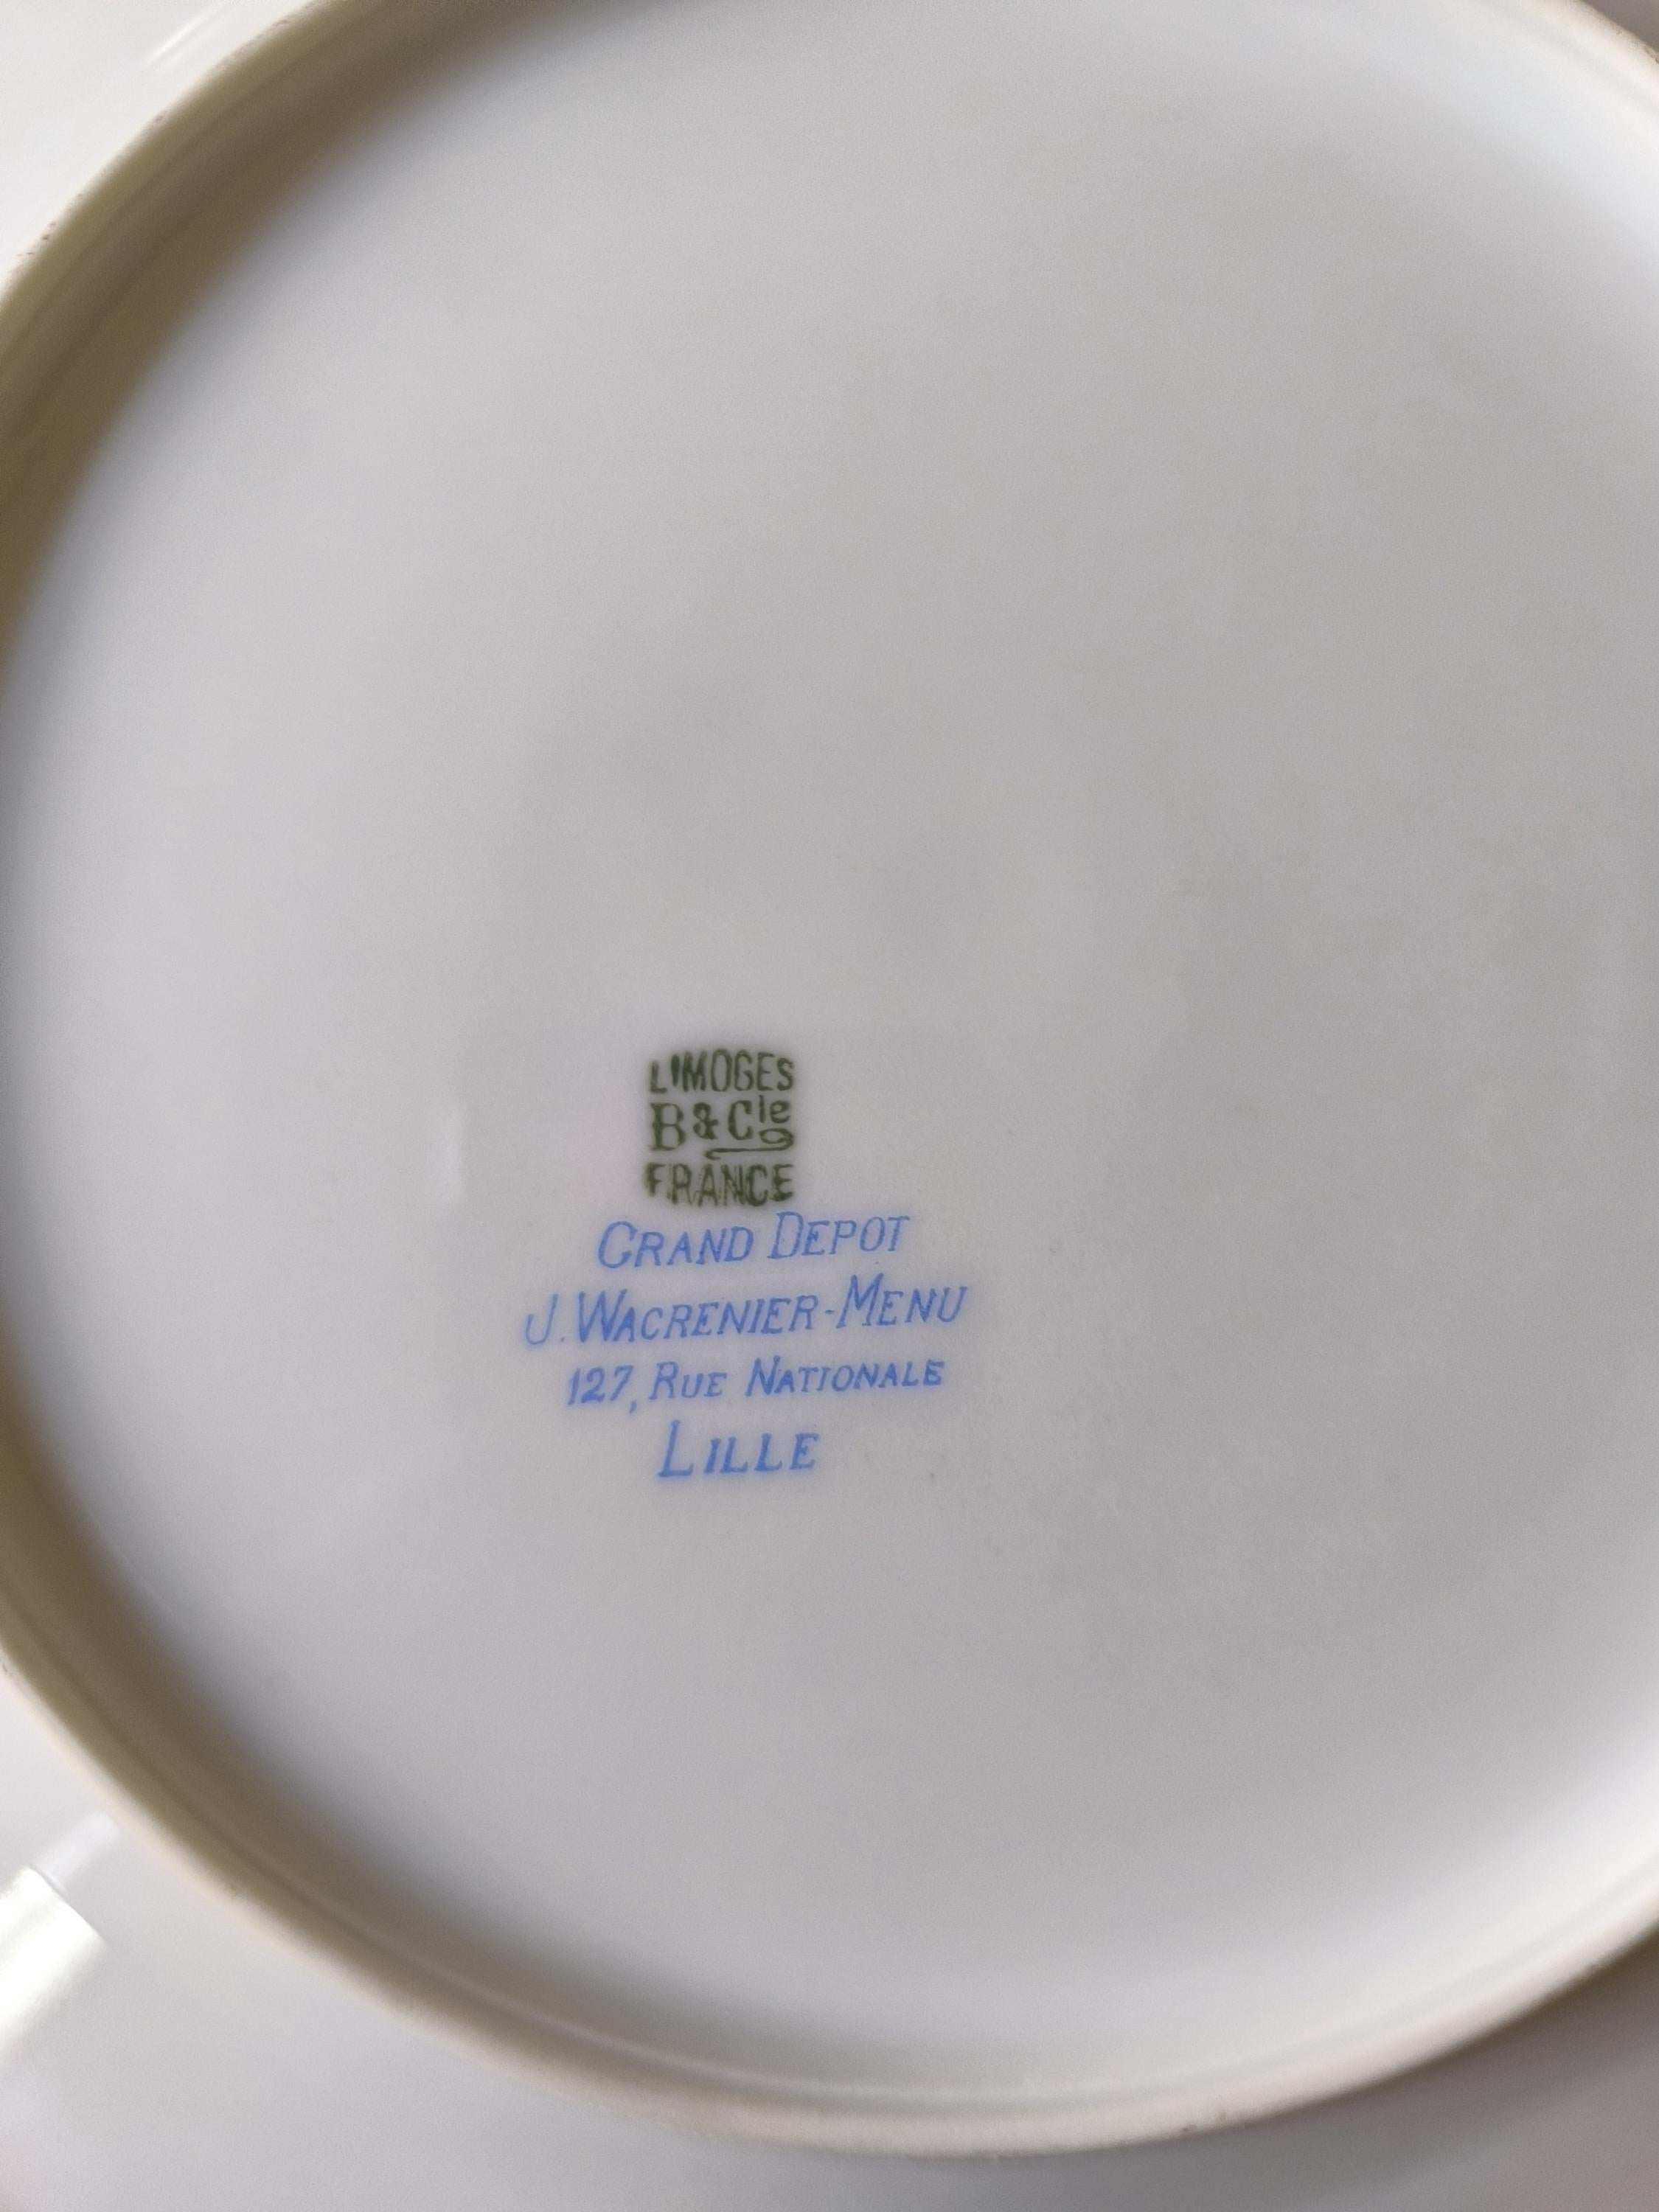 LIMOGES
B & Cie
FRANCE
GRAND DEPOT
J. WACRENIER-MENU
127, RUE NATIONALE
LILLE